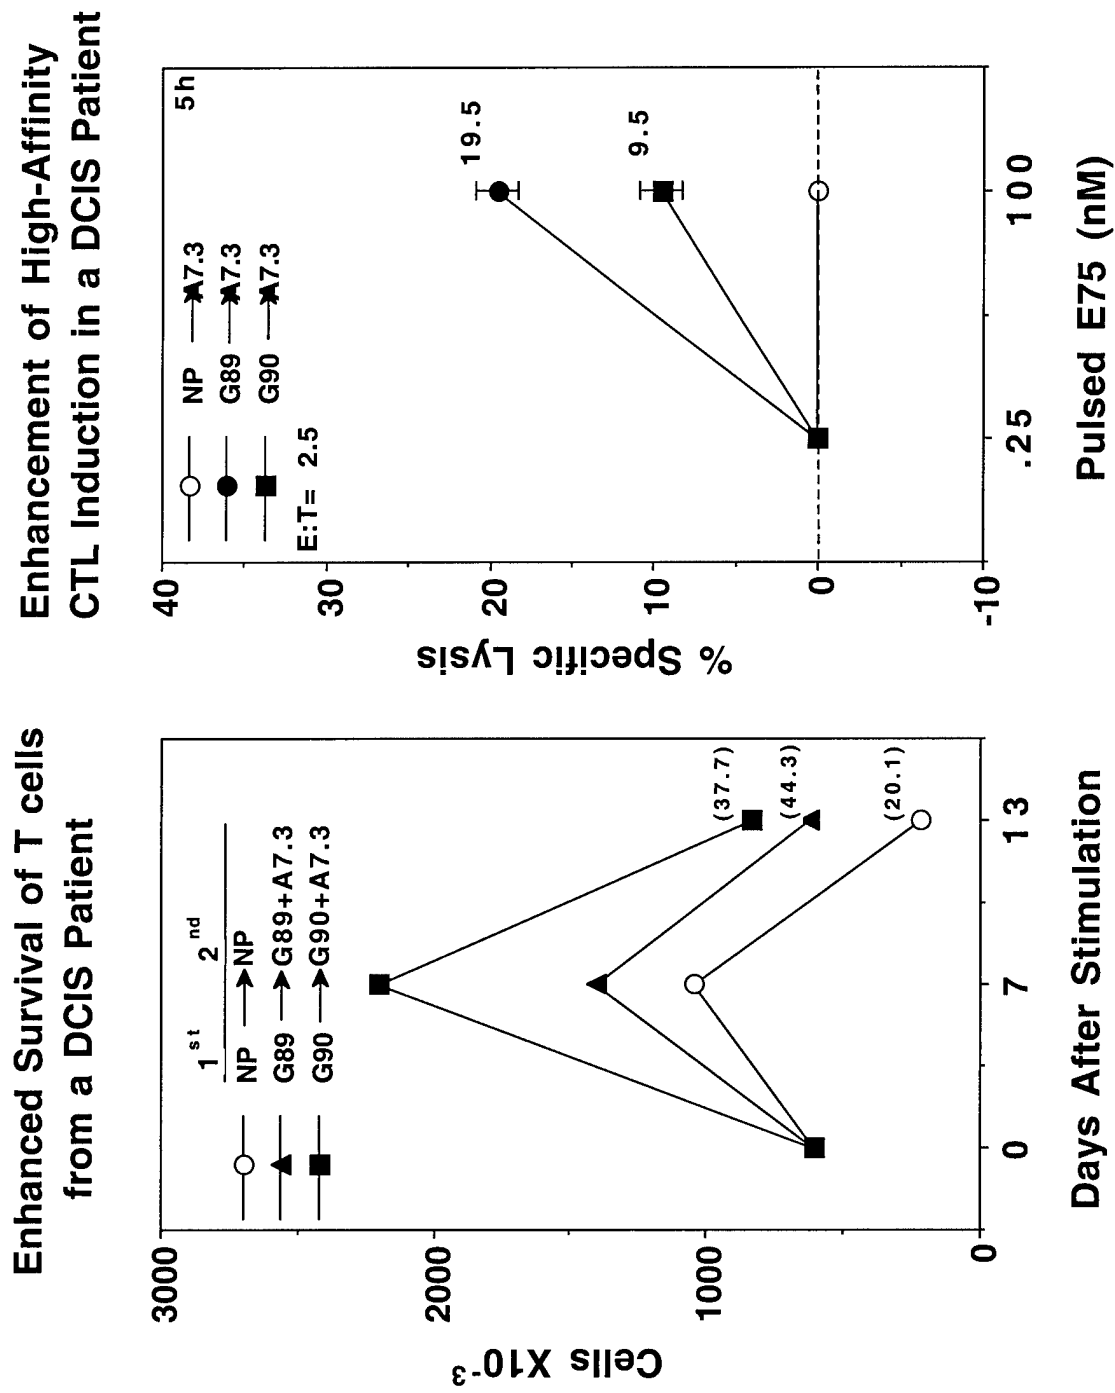 Enhanced Survival of T cells
from a DCIS Patient
1st 2nd
NP NP
G89 G89+A7.3
G90 G90+A7.3
3000
2000
1000
0
Cells X10-3
(37.7)
(44.3)
(20.1)
0 7 13
Days After Stimulation
Enhancement of High-Affinity
CTL Induction in a DCIS Patient
5h
NP A7.3
G89 A7.3
G90 A7.3
E:T= 2.5
40
30
20
10
0
-10
% Specific Lysis
19.5
9.5
.25 100
Pulsed E75 (nM)